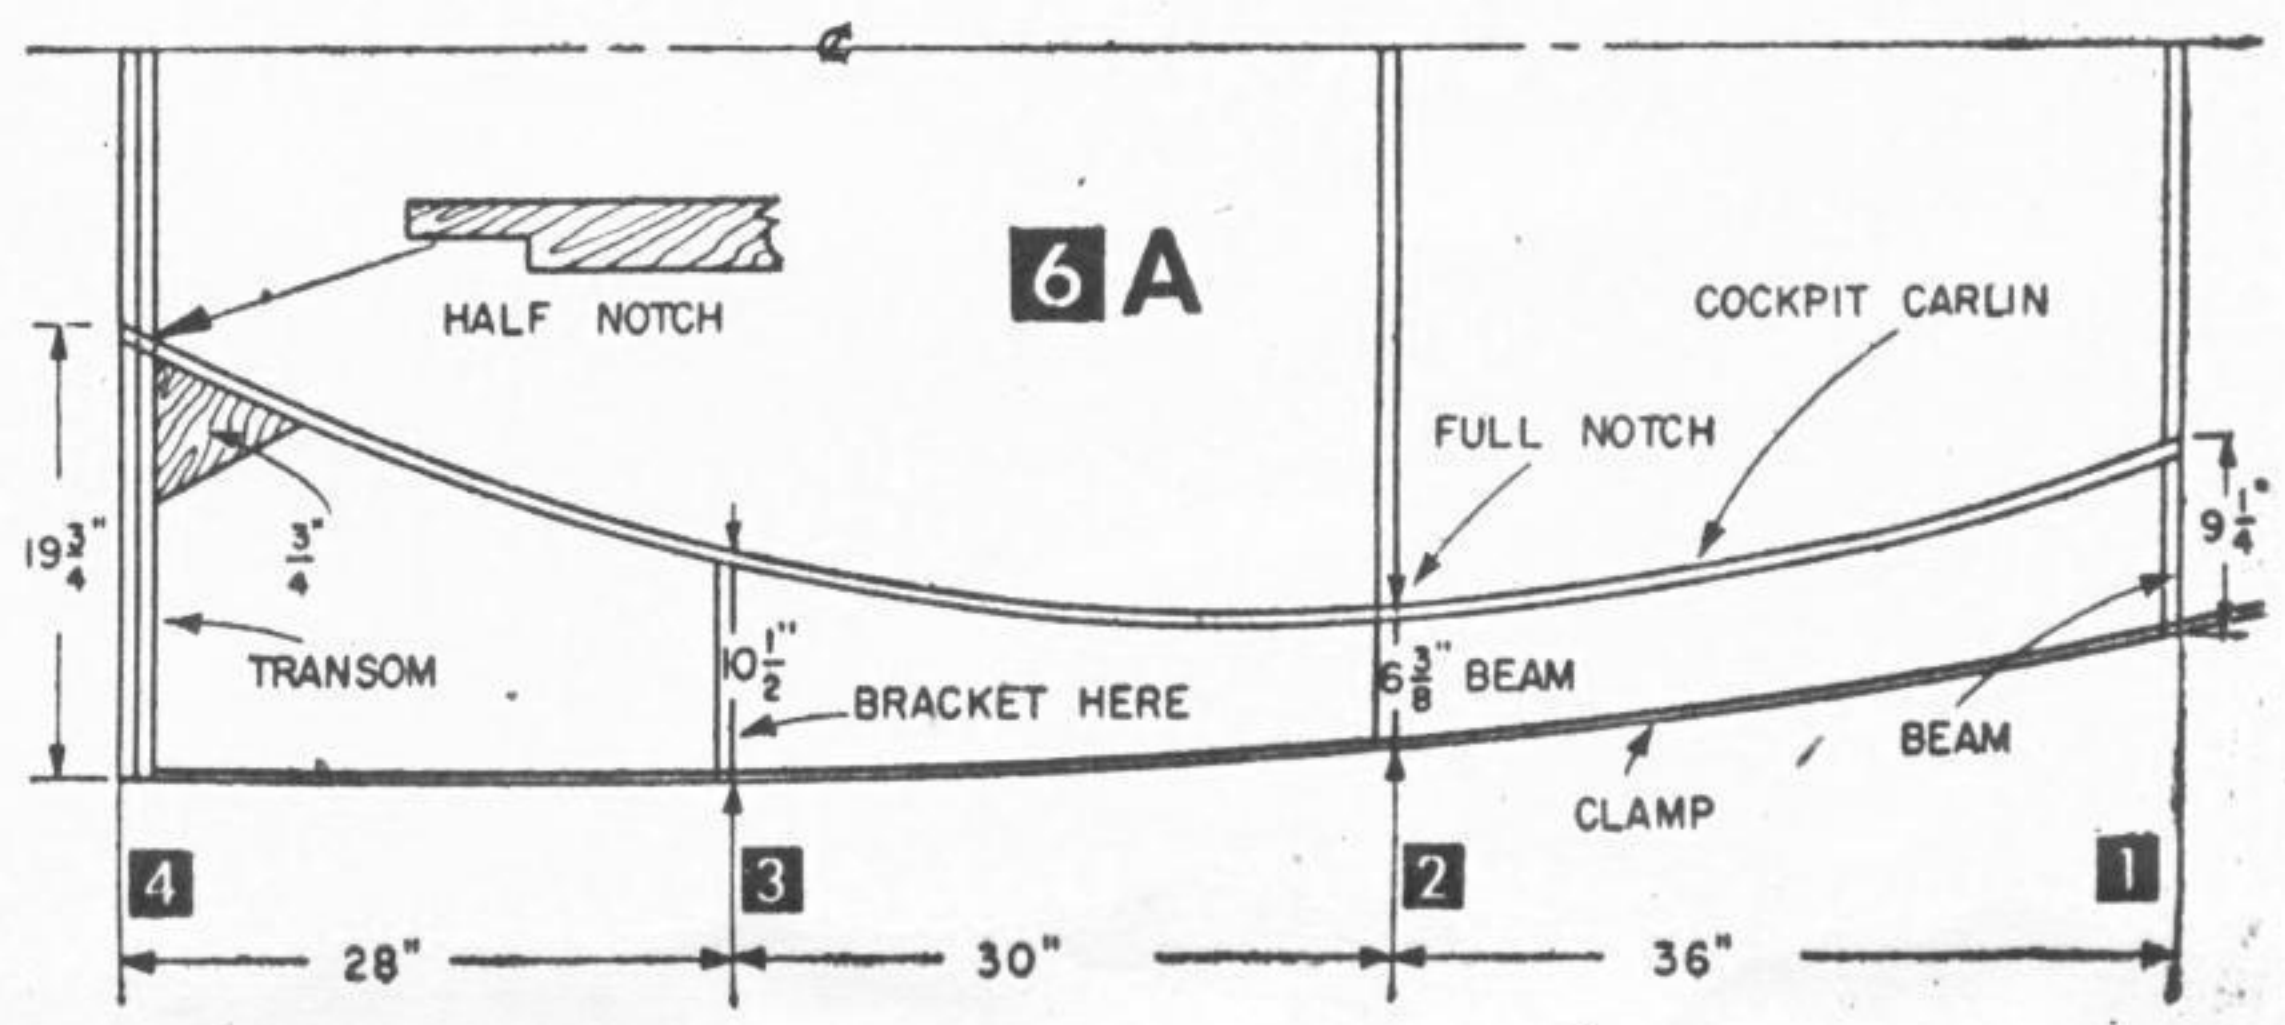 ℄
6 A
HALF NOTCH
COCKPIT CARLIN
FULL NOTCH
19 3/4"
3/4"
9 1/4"
TRANSOM
10 1/2"
BRACKET HERE
6 3/8" BEAM
BEAM
CLAMP
4
3
2
1
28"
30"
36"